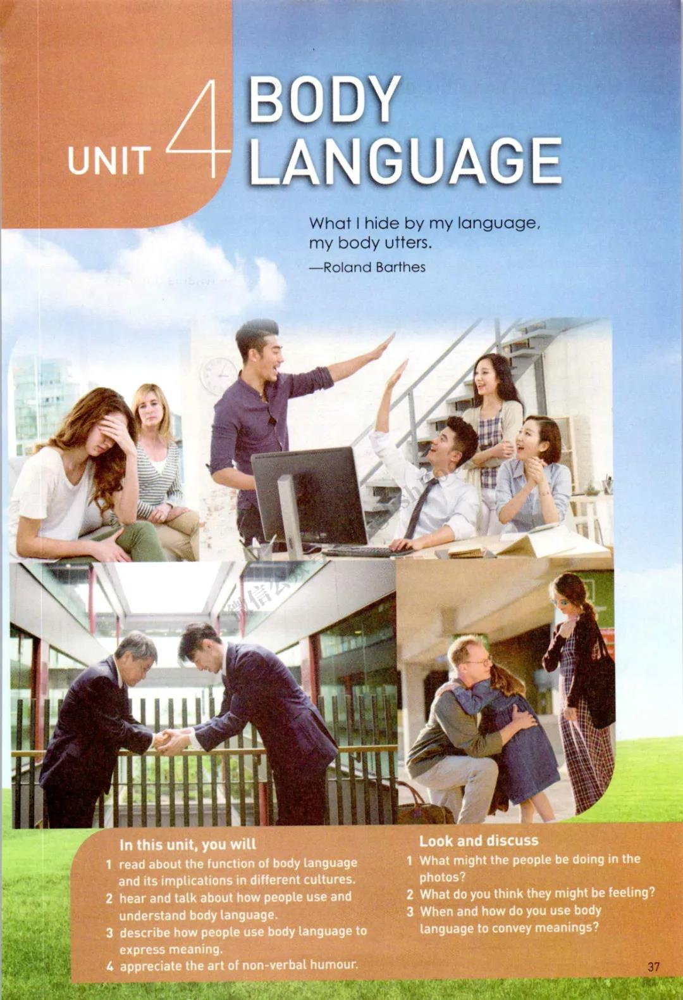 UNIT 4
BODY
LANGUAGE
What I hide by my language,
my body utters.
—Roland Barthes
微信公众号
In this unit, you will
1 read about the function of body language
and its implications in different cultures.
2 hear and talk about how people use and
understand body language.
3 describe how people use body language to
express meaning.
4 appreciate the art of non-verbal humour.
Look and discuss
1 What might the people be doing in the
photos?
2 What do you think they might be feeling?
3 When and how do you use body
language to convey meanings?
37